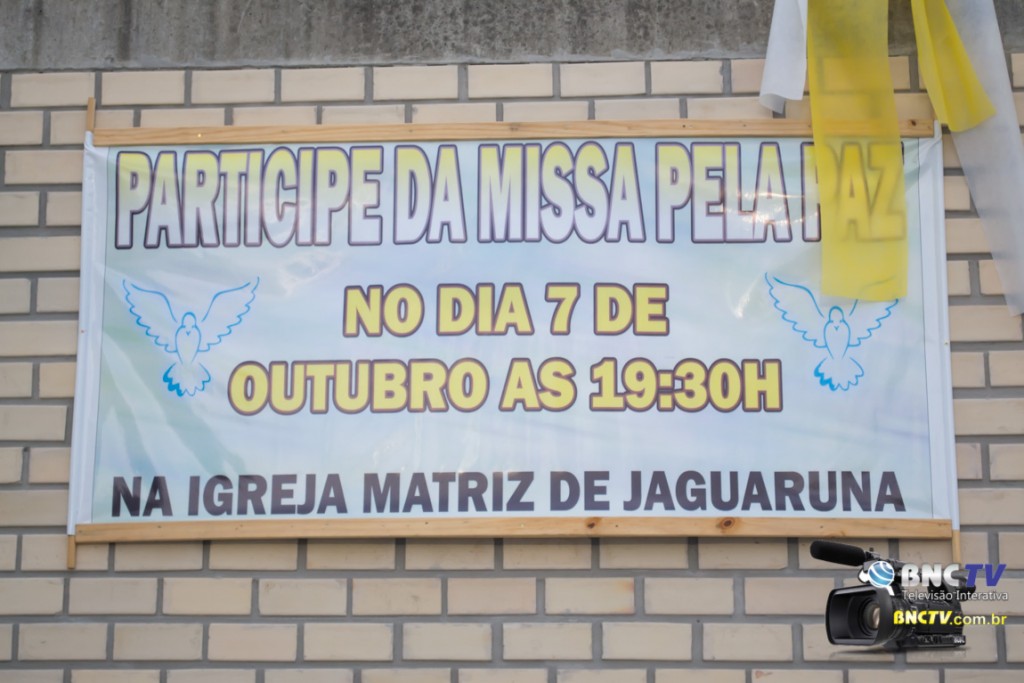 PARTICIPE DA MISSA PELA PAZ
NO DIA 7 DE
OUTUBRO AS 19:30H
NA IGREJA MATRIZ DE JAGUARUNA
BNCTV
Televisão Interativa
BNCTV.com.br